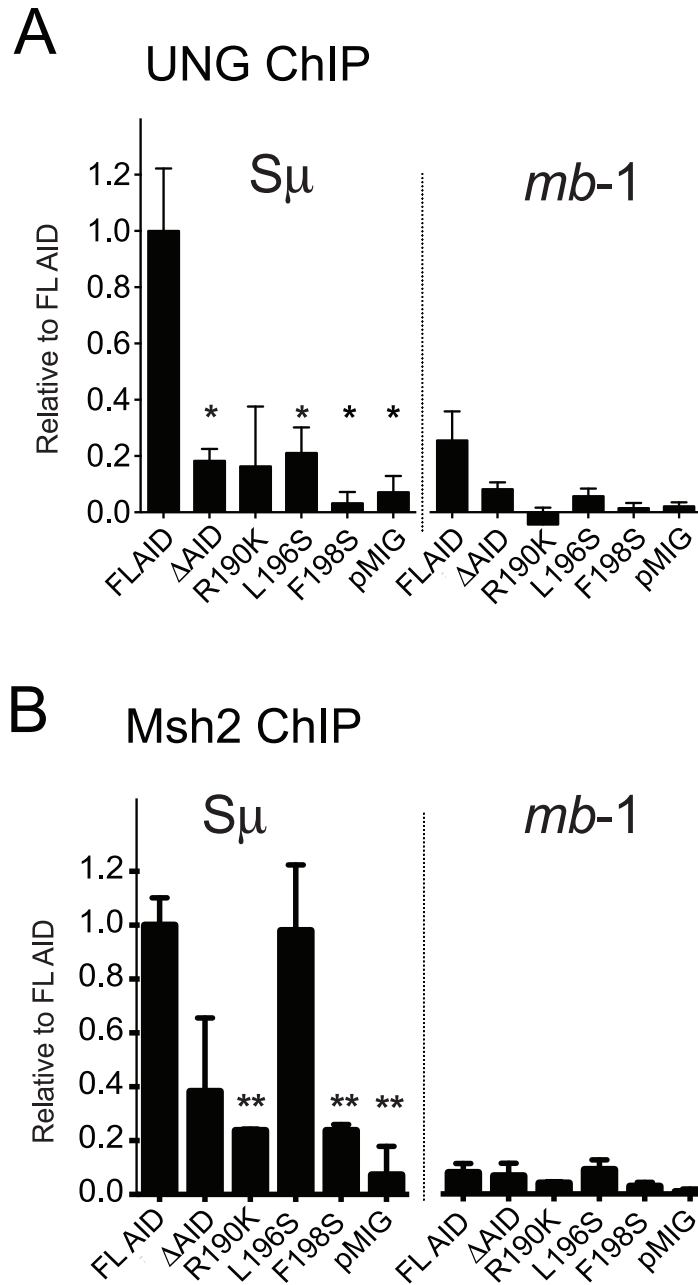 A
UNG ChIP
Sμ
mb-1
Relative to FL AID
1.2
1.0
0.8
0.6
0.4
0.2
0.0
* * * *
FLAID ΔAID R190K L196S F198S pMIG FLAID ΔAID R190K L196S F198S pMIG
B
Msh2 ChIP
Sμ
mb-1
Relative to FL AID
1.2
1.0
0.8
0.6
0.4
0.2
0.0
** ** **
FL AID ΔAID R190K L196S F198S pMIG FL AID ΔAID R190K L196S F198S pMIG